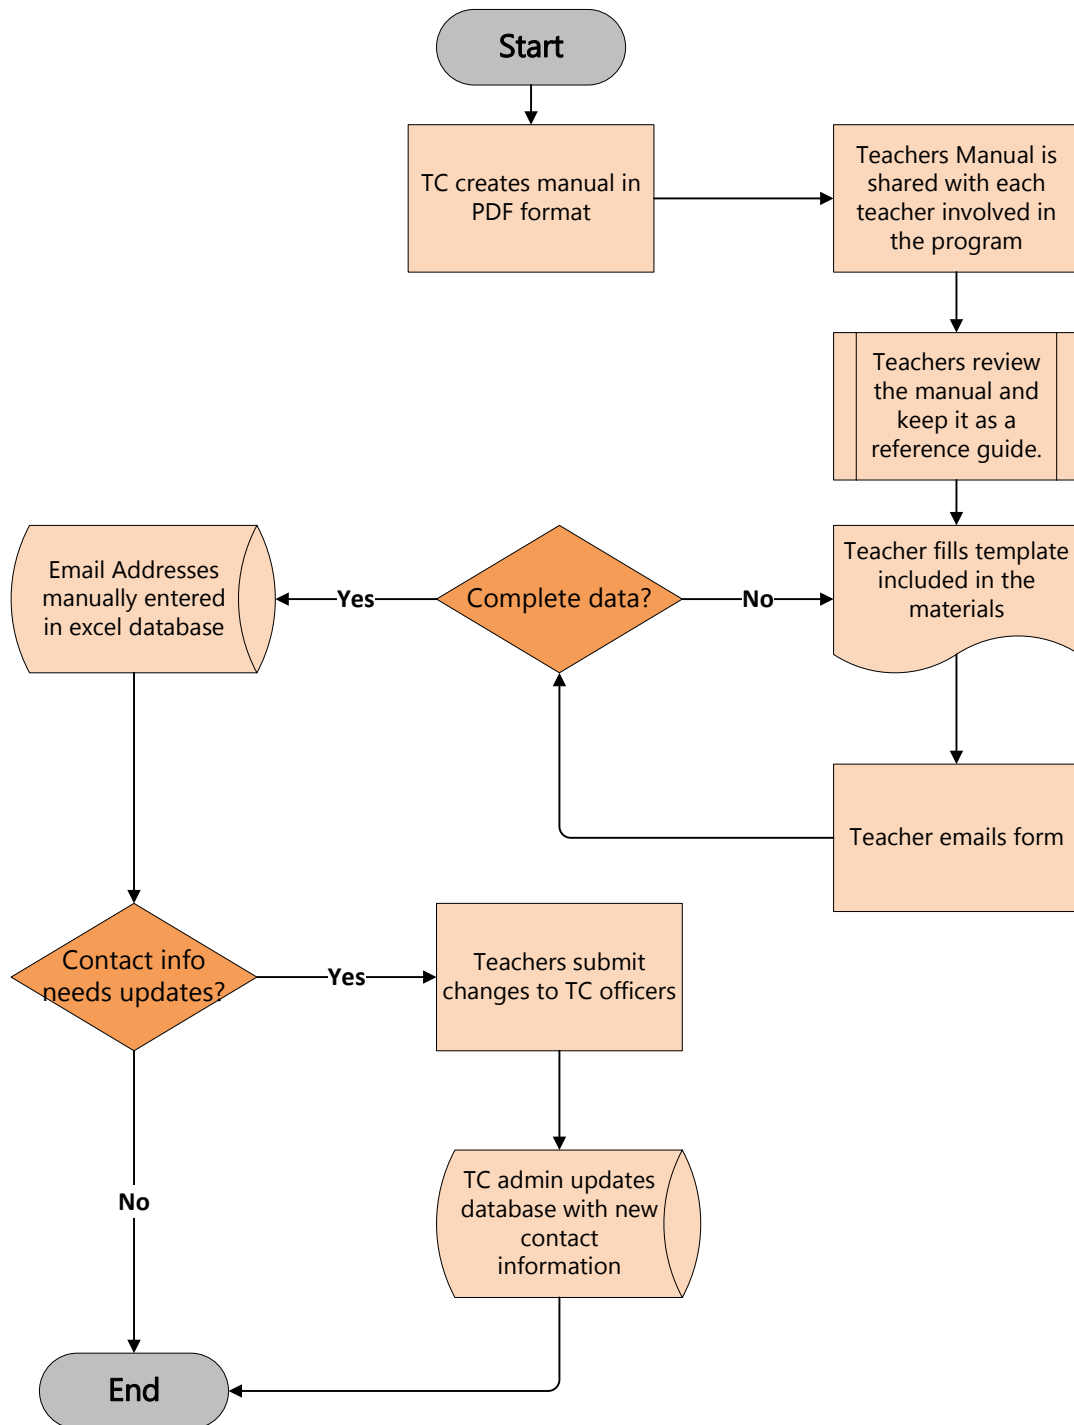 Start
TC creates manual in
PDF format
Teachers Manual is
shared with each
teacher involved in
the program
Teachers review
the manual and
keep it as a
reference guide.
Teacher fills template
included in the
materials
Complete data?
No
Yes
Email Addresses
manually entered
in excel database
Teacher emails form
Contact info
needs updates?
Yes
Teachers submit
changes to TC officers
No
TC admin updates
database with new
contact
information
End